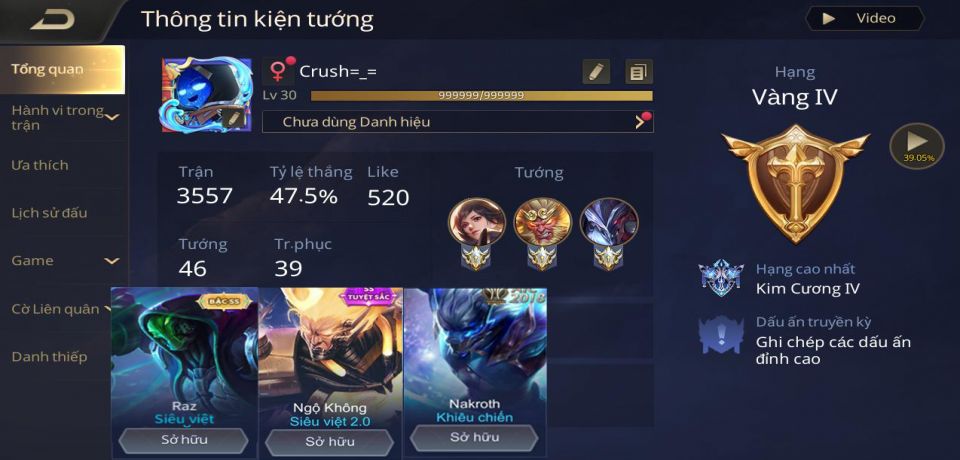 Thông tin kiện tướng
Video
Tổng quan
Hành vi trong
trận
Ưa thích
Lịch sử đấu
Game
Cờ Liên quân
Danh thiếp
Crush=_=
Lv 30
999999/999999
Chưa dùng Danh hiệu
Trận
3557
Tỷ lệ thắng
47.5%
Like
520
Tướng
46
Tr.phục
39
Tướng
BẬC SS
Raz
Siêu việt
Sở hữu
SS
TUYỆT SẮC
Ngộ Không
Siêu việt 2.0
Sở hữu
2018
Nakroth
Khiêu chiến
Sở hữu
Hạng
Vàng IV
39.05%
Hạng cao nhất
Kim Cương IV
Dấu ấn truyền kỳ
Ghi chép các dấu ấn
đỉnh cao